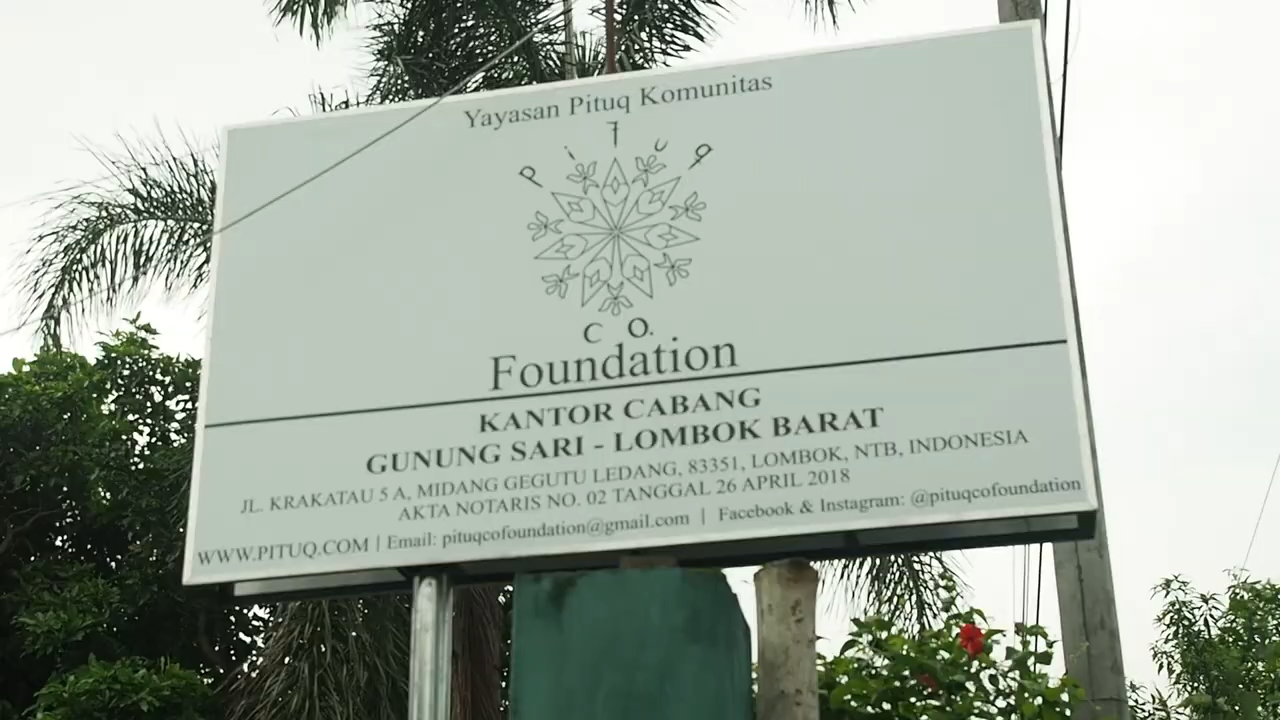 Yayasan Pituq Komunitas
PiTuq
C O.
Foundation
KANTOR CABANG
GUNUNG SARI - LOMBOK BARAT
JL. KRAKATAU 5 A, MIDANG GEGUTU LEDANG, 83351, LOMBOK, NTB, INDONESIA
AKTA NOTARIS NO. 02 TANGGAL 26 APRIL 2018
WWW.PITUQ.COM | Email: pituqcofoundation@gmail.com | Facebook & Instagram: @pituqcofoundation